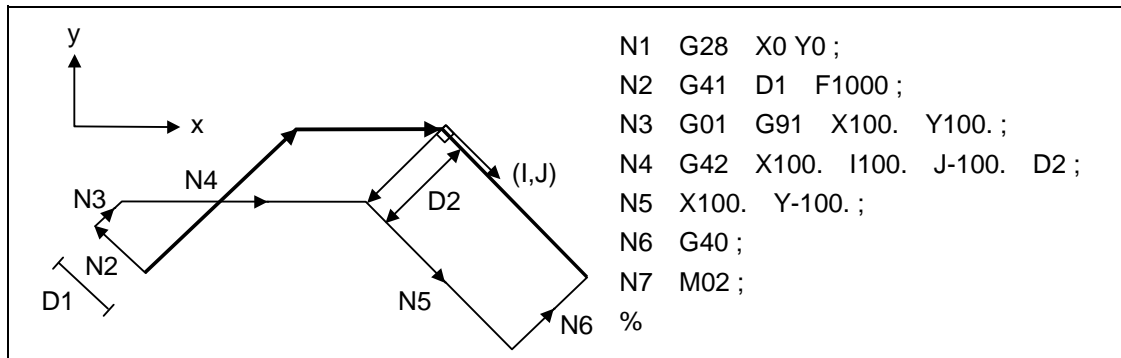 y
x
N4
N3
N2
D1
(I,J)
D2
N5
N6
N1 G28 X0 Y0 ;
N2 G41 D1 F1000 ;
N3 G01 G91 X100. Y100. ;
N4 G42 X100. I100. J-100. D2 ;
N5 X100. Y-100. ;
N6 G40 ;
N7 M02 ;
%